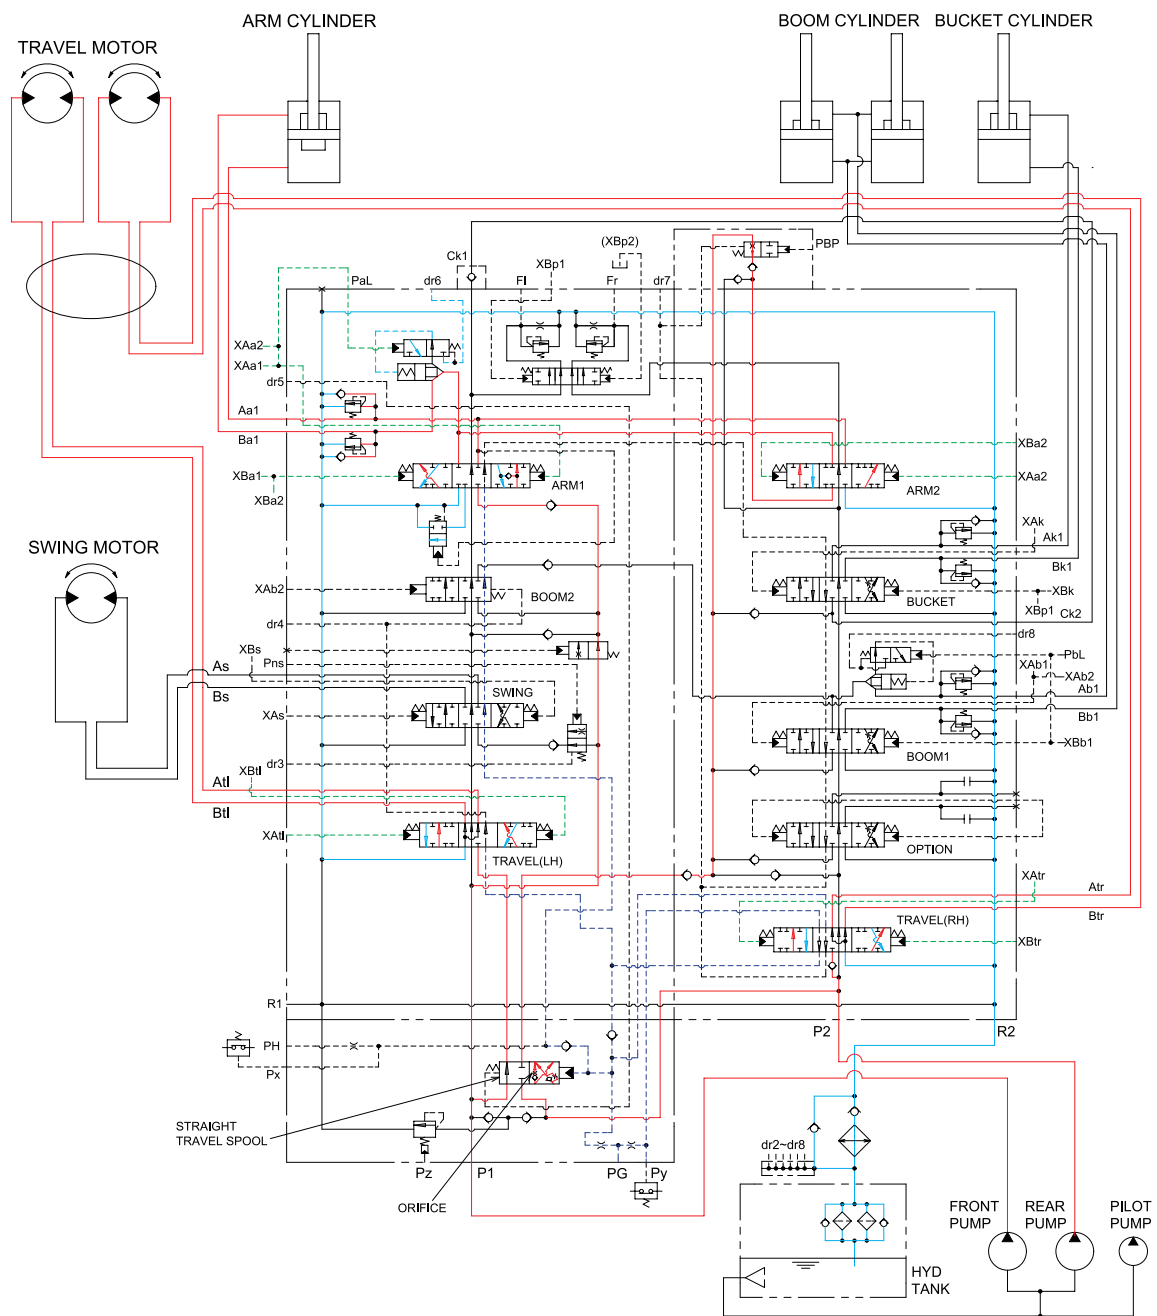 ARM CYLINDER
BOOM CYLINDER
BUCKET CYLINDER
TRAVEL MOTOR
(XBp2)
PBP
Ck1
XBp1
PaL
dr6
Fl
Fr
dr7
XAa2
XAa1
dr5
Aa1
Ba1
XBa2
XBa1
ARM1
ARM2
XAa2
XBa2
XAk
Ak1
SWING MOTOR
Bk1
XAb2
BOOM2
BUCKET
XBk
XBp1
Ck2
dr4
dr8
XBs
Pns
XAb1
PbL
As
XAb2
Bs
SWING
Ab1
XAs
Bb1
XBb1
dr3
BOOM1
XBtl
Atl
Btl
XAtl
OPTION
TRAVEL(LH)
XAtr
Atr
TRAVEL(RH)
Btr
XBtr
R1
P2
R2
PH
Px
STRAIGHT
TRAVEL SPOOL
dr2~dr8
Pz
P1
PG
Py
ORIFICE
FRONT
PUMP
REAR
PUMP
PILOT
PUMP
HYD
TANK